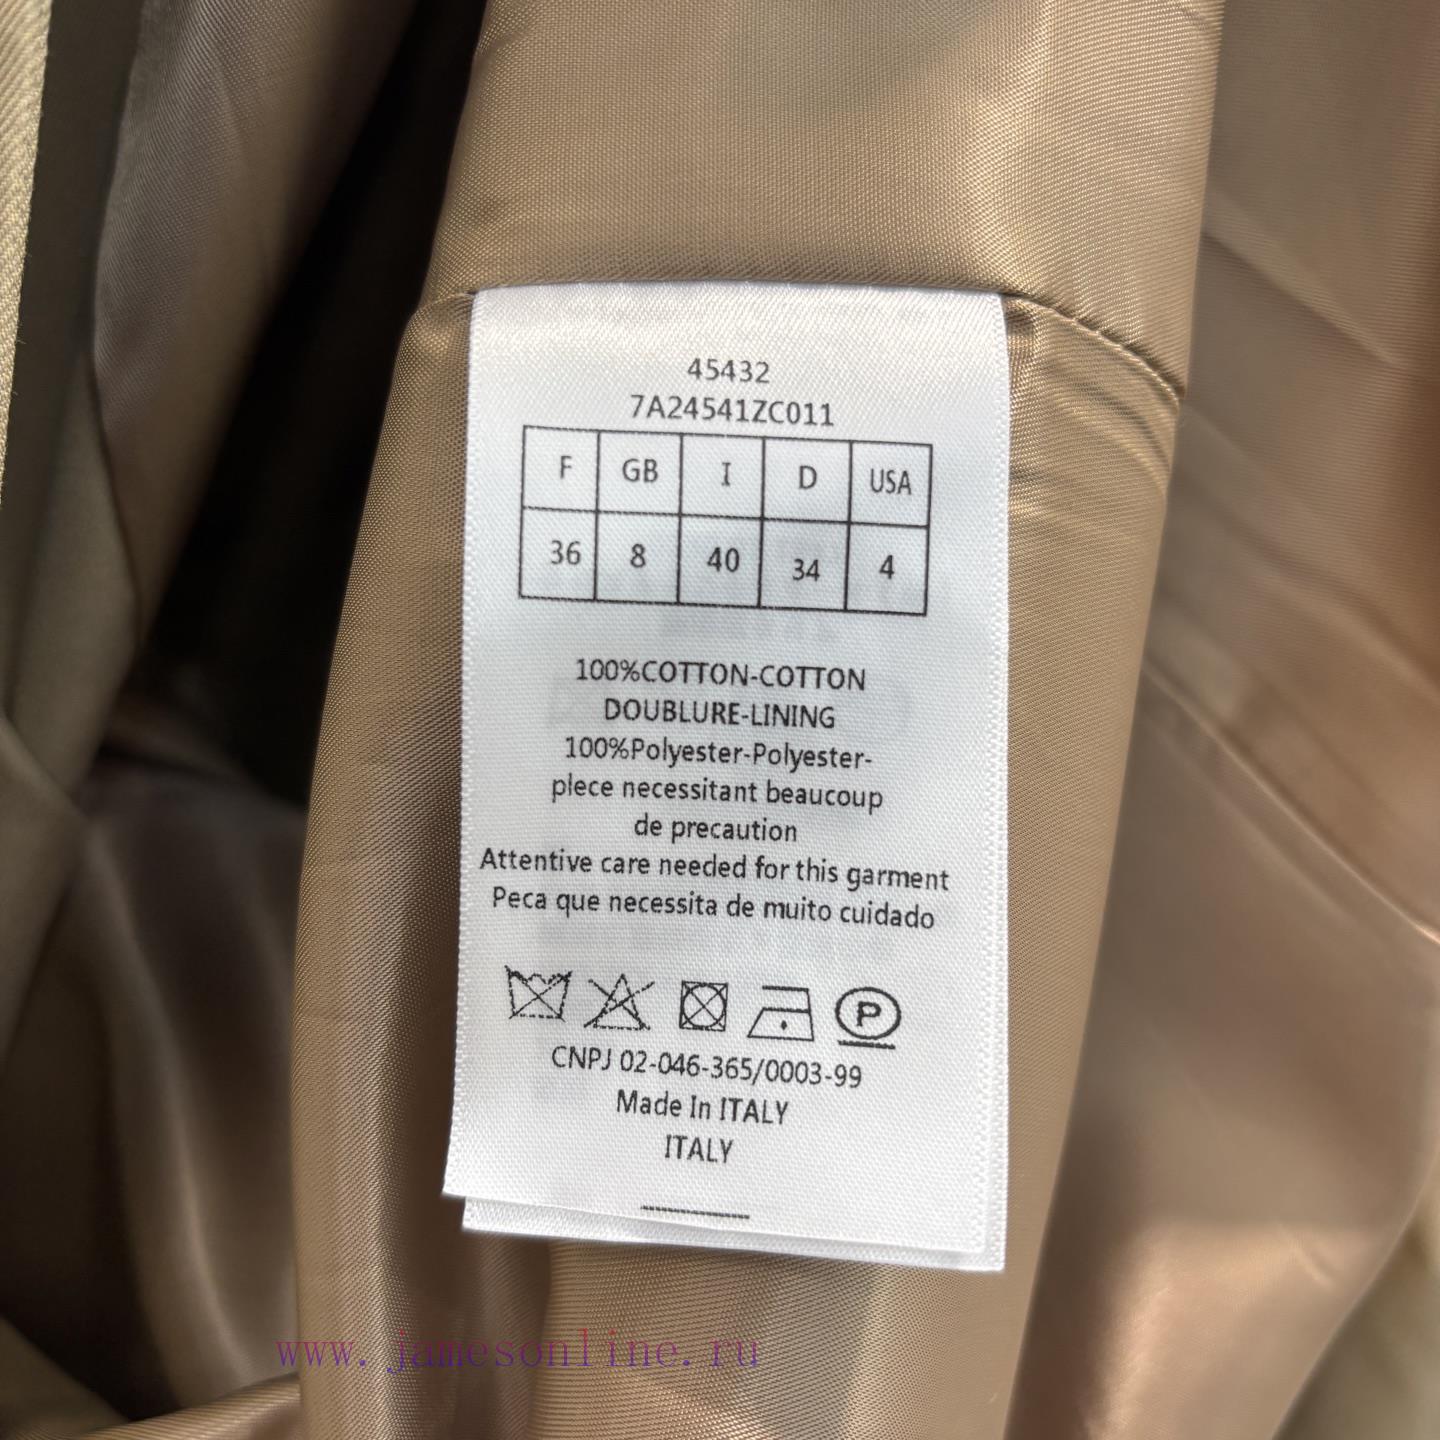 45432
7A24541ZC011
F GB I D USA
36 8 40 34 4
100%COTTON-COTTON
DOUBLURE-LINING
100%Polyester-Polyester-
piece necessitant beaucoup
de precaution
Attentive care needed for this garment
Peca que necessita de muito cuidado
P
CNPJ 02-046-365/0003-99
Made In ITALY
ITALY
www.jamesonline.ru